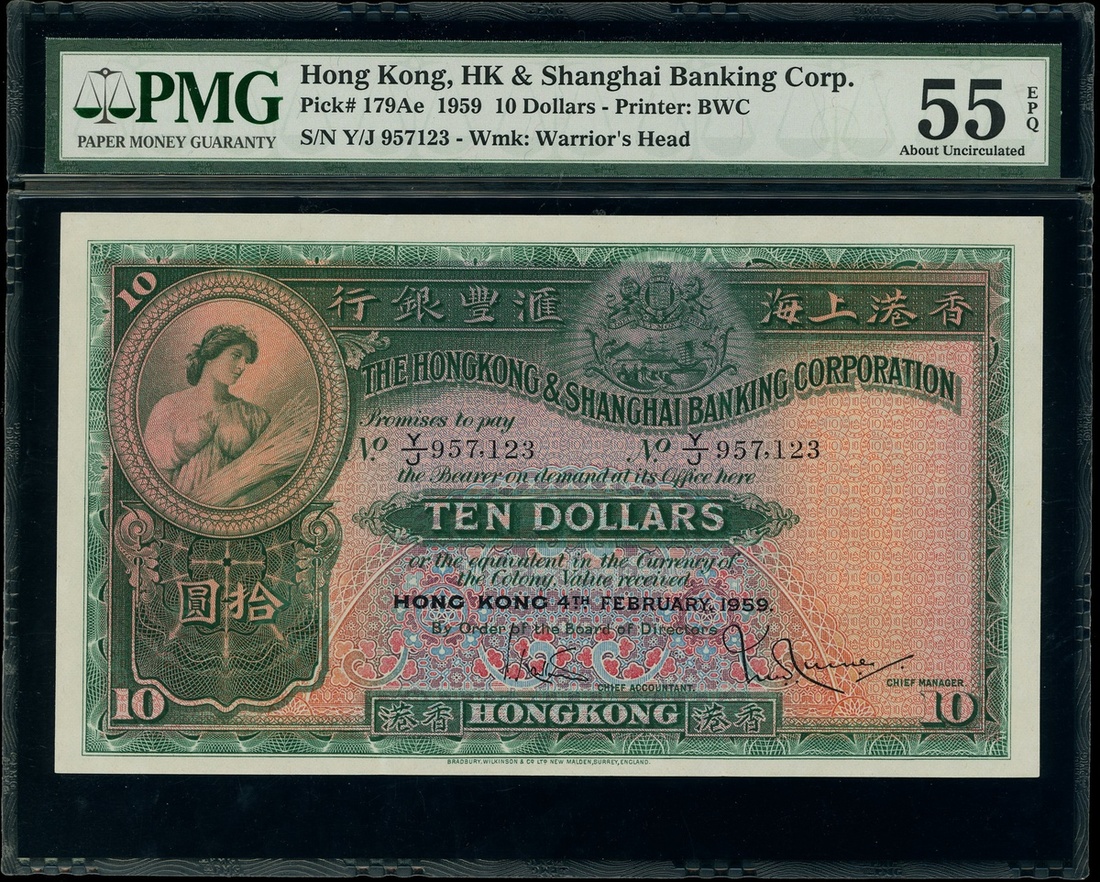 PMG
PAPER MONEY GUARANTY
Hong Kong, HK & Shanghai Banking Corp.
Pick# 179Ae 1959 10 Dollars - Printer: BWC
S/N Y/J 957123 - Wmk: Warrior's Head
55
EPQ
About Uncirculated
10
行銀豐滙
海上港香
THE HONGKONG & SHANGHAI BANKING CORPORATION
Promises to pay
No Y/J 957,123 No Y/J 957,123
the Bearer on demand at its Office here
TEN DOLLARS
or the equivalent in the Currency of
the Colony, Value received
圓拾
HONG KONG 4TH FEBRUARY, 1959.
By Order of the Board of Directors
CHIEF ACCOUNTANT.
CHIEF MANAGER
10 港香 HONGKONG 港香 10
BRADBURY, WILKINSON & CO LTD NEW MALDEN, SURREY, ENGLAND.